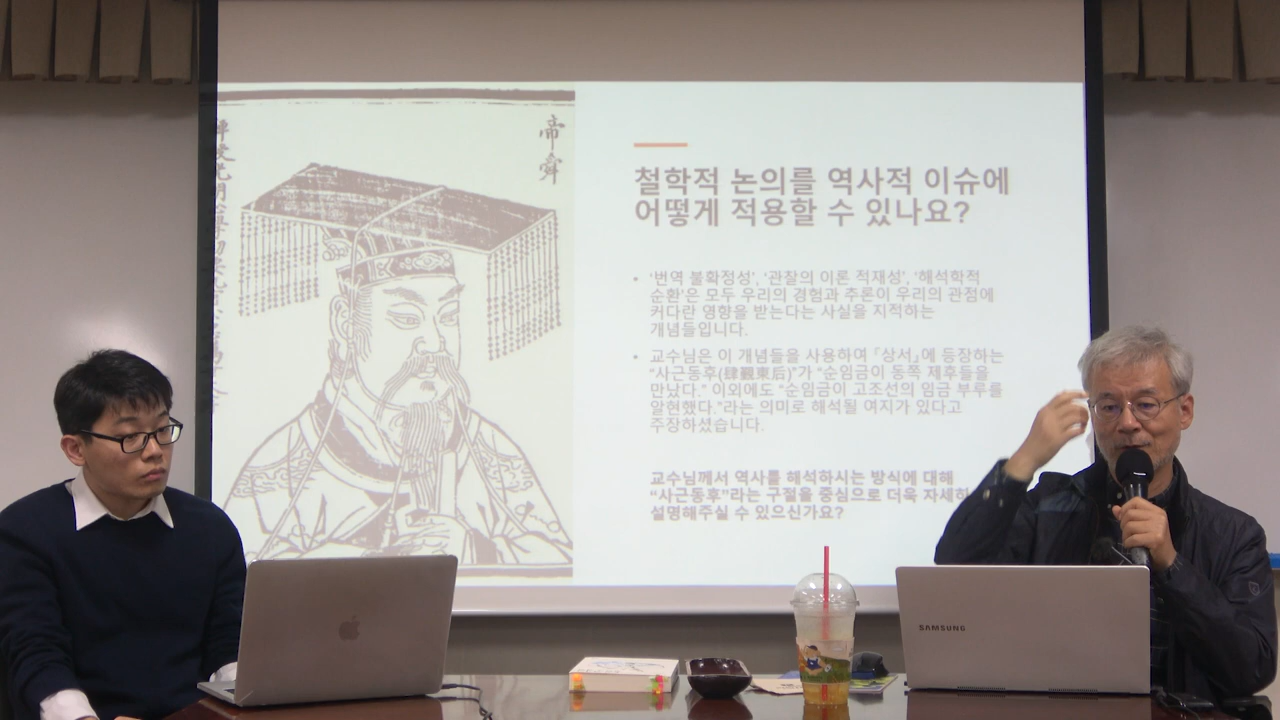 帝舜
철학적 논의를 역사적 이슈에
어떻게 적용할 수 있나요?
• ‘번역 불확정성’, ‘관찰의 이론 적재성’, ‘해석학적
순환’은 모두 우리의 경험과 추론이 우리의 관점에
커다란 영향을 받는다는 사실을 지적하는
개념들입니다.
• 교수님은 이 개념들을 사용하여 『상서』에 등장하는
“사근동후(肆覲東后)”가 “순임금이 동쪽 제후들을
만났다.” 이외에도 “순임금이 고조선의 임금 부루를
알현했다.”라는 의미로 해석될 여지가 있다고
주장하셨습니다.
교수님께서 역사를 해석하시는 방식에 대해
“사근동후”라는 구절을 중심으로 더욱 자세히
설명해주실 수 있으신가요?
SAMSUNG